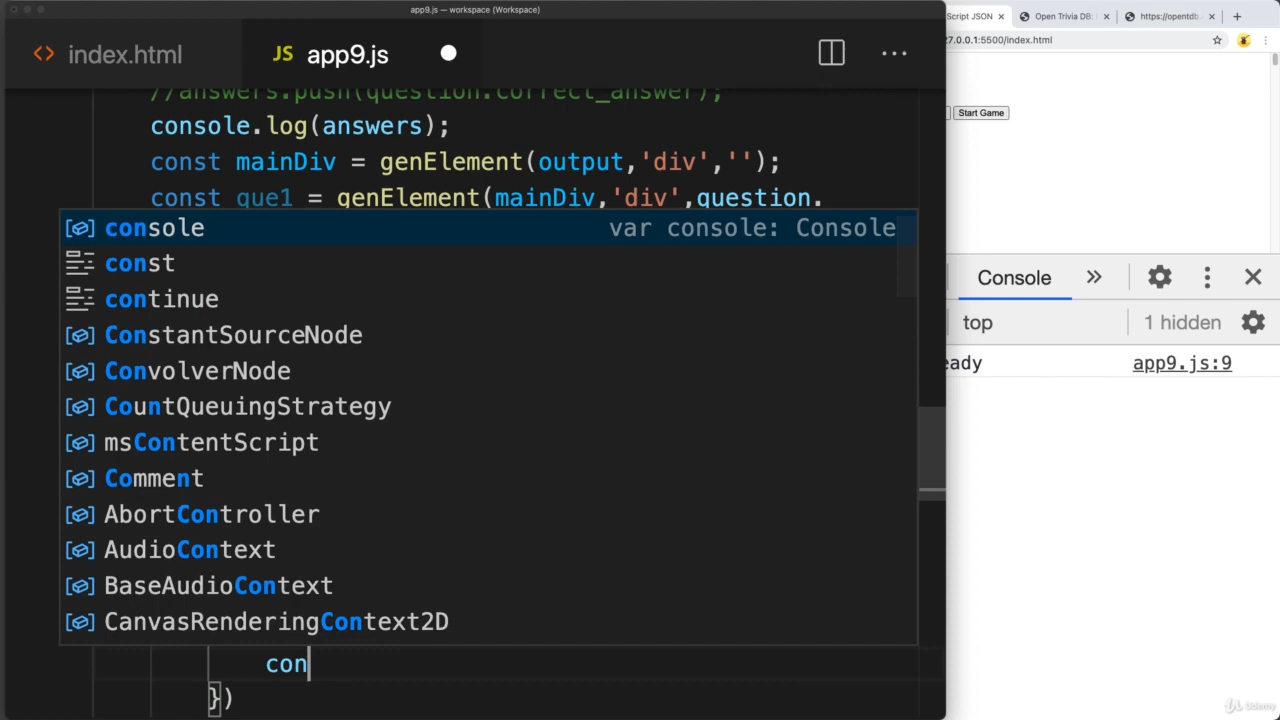 app9.js — workspace (Workspace)
index.html
JS app9.js
//answers.push(question.correct_answer);
console.log(answers);
const mainDiv = genElement(output,'div','');
const que1 = genElement(mainDiv,'div',question.
console var console: Console
const
continue
ConstantSourceNode
ConvolverNode
CountQueuingStrategy
msContentScript
Comment
AbortController
AudioContext
BaseAudioContext
CanvasRenderingContext2D
con
})
Script JSON
Open Trivia DB:
https://opentdb
27.0.0.1:5500/index.html
Start Game
Console
top
1 hidden
eady
app9.js:9
Udemy